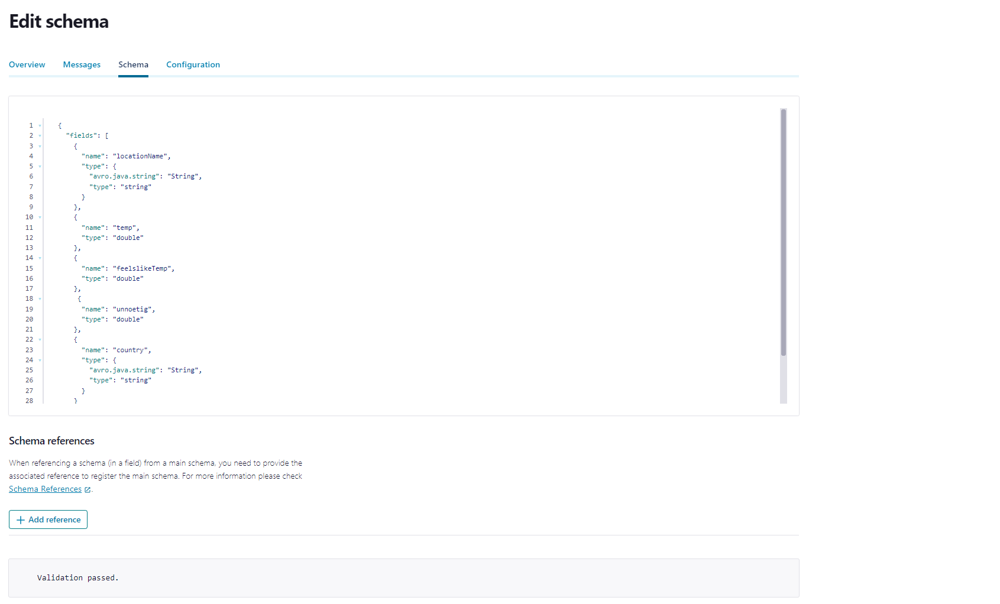 Edit schema
Overview Messages Schema Configuration
1 {
2 "fields": [
3 {
4 "name": "locationName",
5 "type": {
6 "avro.java.string": "String",
7 "type": "string"
8 }
9 },
10 {
11 "name": "temp",
12 "type": "double"
13 },
14 {
15 "name": "feelslikeTemp",
16 "type": "double"
17 },
18 {
19 "name": "unnoetig",
20 "type": "double"
21 },
22 {
23 "name": "country",
24 "type": {
25 "avro.java.string": "String",
26 "type": "string"
27 }
28 }
Schema references
When referencing a schema (in a field) from a main schema, you need to provide the
associated reference to register the main schema. For more information please check
Schema References .
+ Add reference
Validation passed.